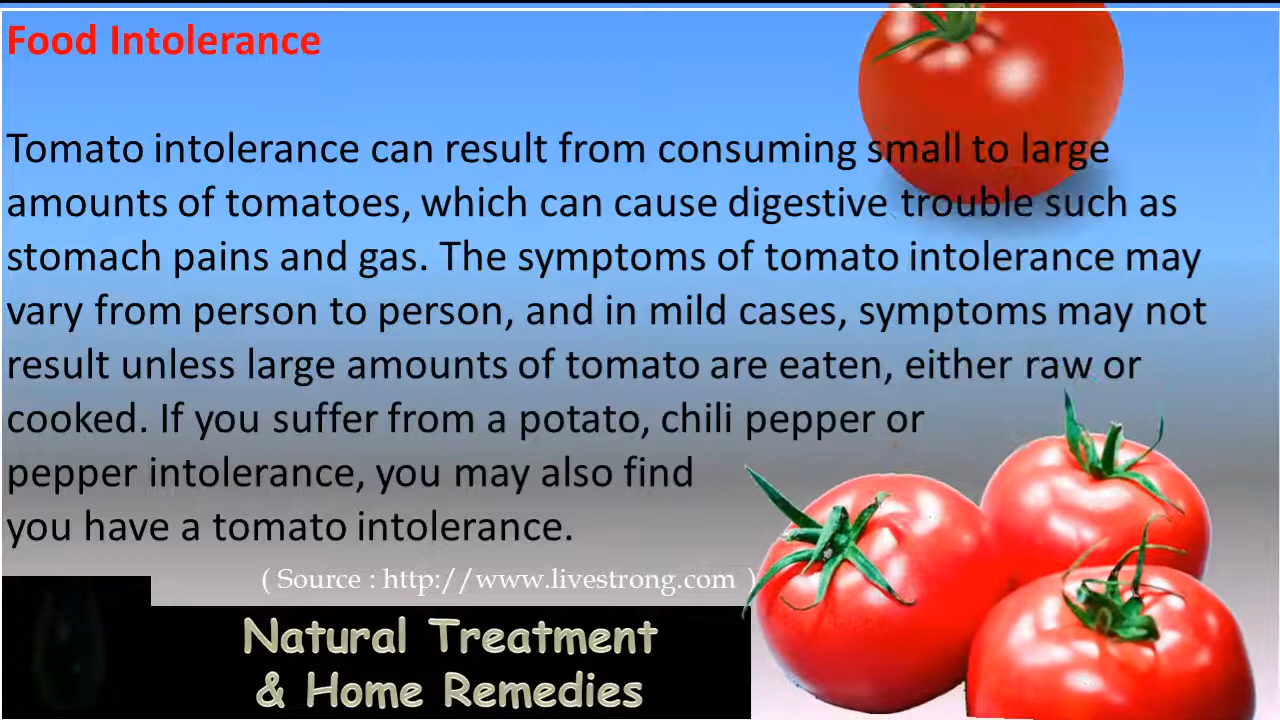 Food Intolerance
Tomato intolerance can result from consuming small to large
amounts of tomatoes, which can cause digestive trouble such as
stomach pains and gas. The symptoms of tomato intolerance may
vary from person to person, and in mild cases, symptoms may not
result unless large amounts of tomato are eaten, either raw or
cooked. If you suffer from a potato, chili pepper or
pepper intolerance, you may also find
you have a tomato intolerance.
( Source : http://www.livestrong.com )
Natural Treatment
& Home Remedies